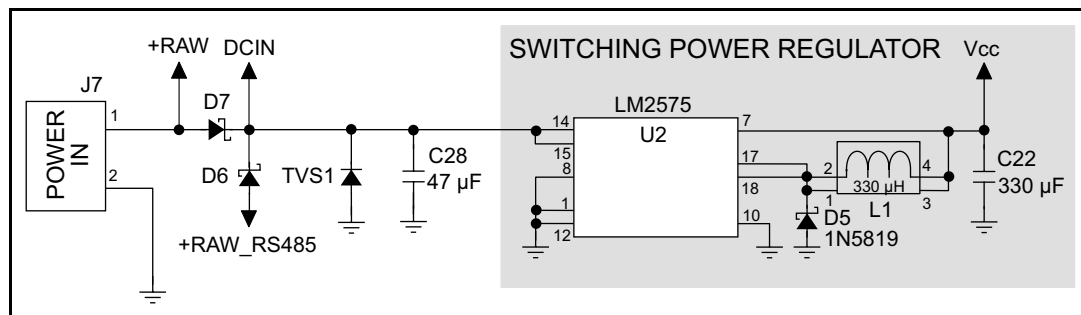 SWITCHING POWER REGULATOR
+RAW
DCIN
Vcc
J7
LM2575
POWER IN
1
2
D7
D6
+RAW_RS485
TVS1
C28
47 µF
U2
14
15
8
1
12
7
17
18
10
2
1
4
3
330 µH
L1
D5
1N5819
C22
330 µF